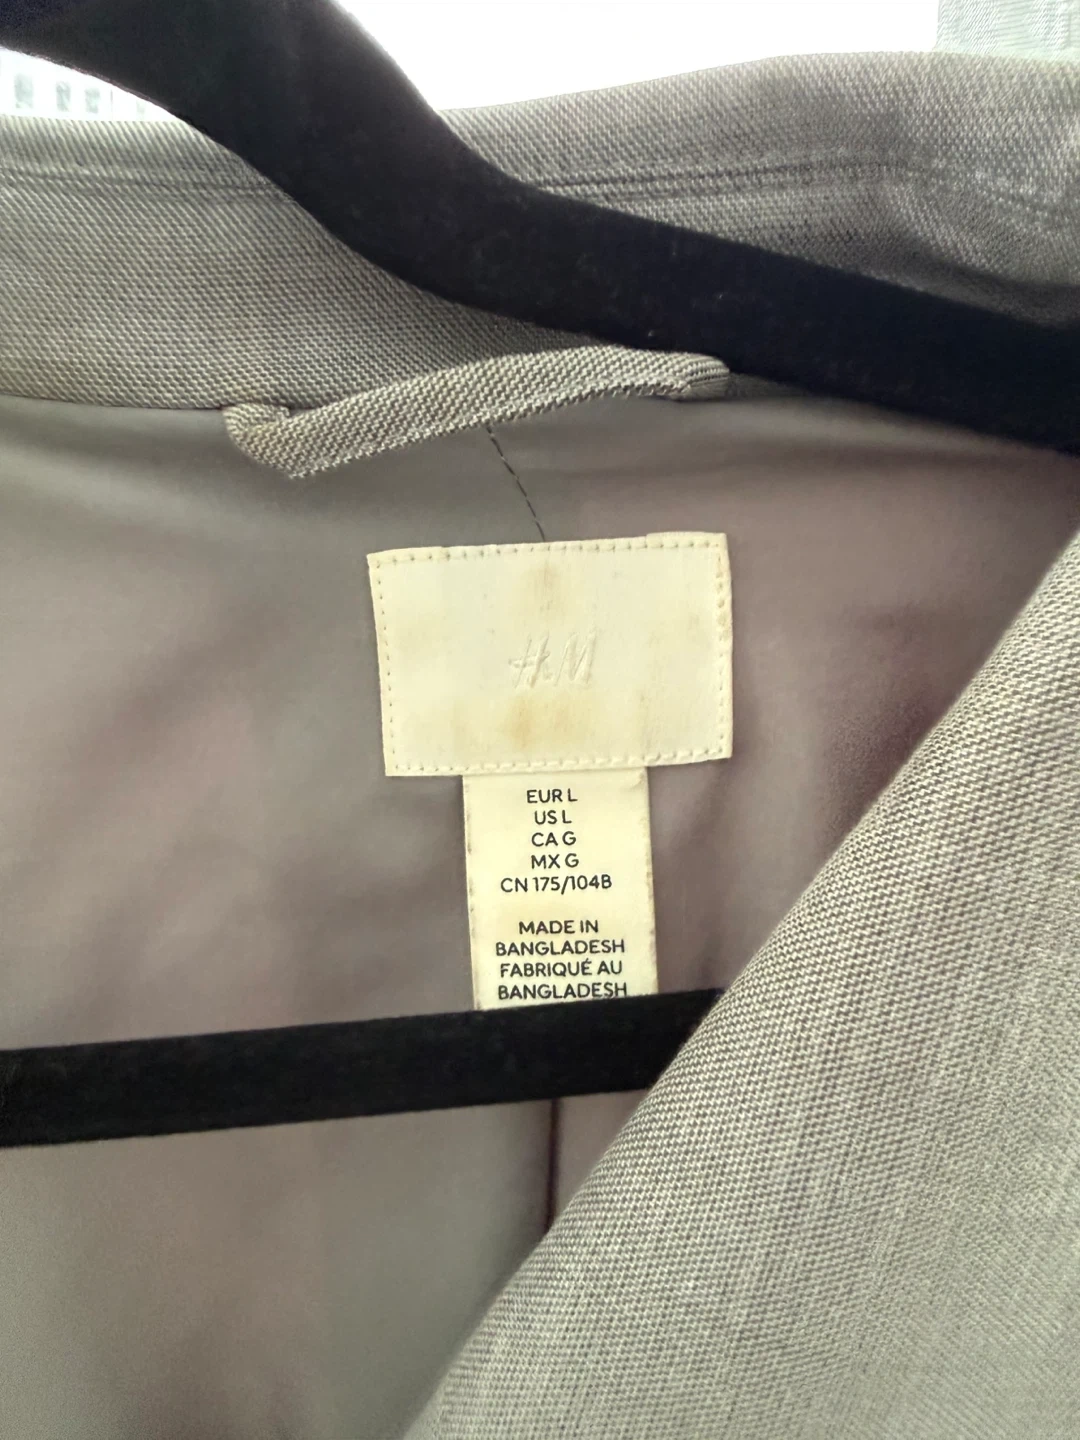 H&M
EUR L
US L
CA G
MX G
CN 175/104B
MADE IN
BANGLADESH
FABRIQUÉ AU
BANGLADESH